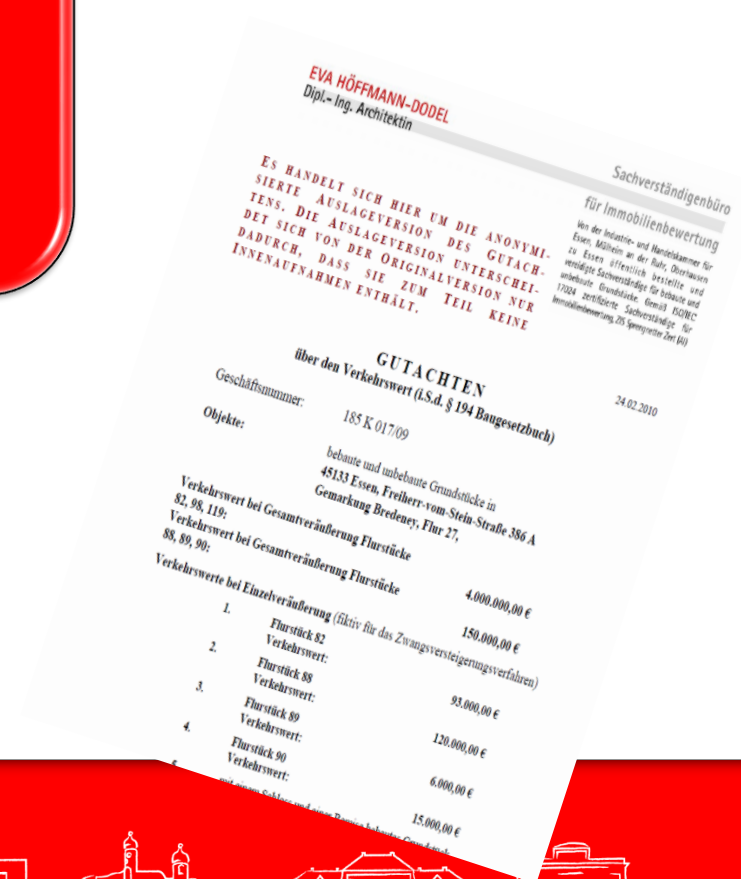 EVA HÖFFMANN-DODEL
Dipl.- Ing. Architektin
Sachverständigenbüro
für Immobilienbewertung
Von der Industrie- und Handelskammer für
Essen, Mülheim an der Ruhr, Oberhausen
zu Essen öffentlich bestellte und
vereidigte Sachverständige für bebaute und
unbebaute Grundstücke. Gemäß ISO/IEC
17024 zertifizierte Sachverständige für
Immobilienbewertung, ZIS Sprengnetter Zert (AI)
ES HANDELT SICH HIER UM DIE ANONYMI-
SIERTE AUSLAGEVERSION DES GUTACH-
TENS. DIE AUSLAGEVERSION UNTERSCHEI-
DET SICH VON DER ORIGINALVERSION NUR
DADURCH, DASS SIE ZUM TEIL KEINE
INNENAUFNAHMEN ENTHÄLT.
24.02.2010
GUTACHTEN
über den Verkehrswert (i.S.d. § 194 Baugesetzbuch)
Geschäftsnummer: 185 K 017/09
Objekte: bebaute und unbebaute Grundstücke in
45133 Essen, Freiherr-vom-Stein-Straße 386 A
Gemarkung Bredeney, Flur 27,
Verkehrswert bei Gesamtveräußerung Flurstücke
82, 98, 119: 4.000.000,00 €
Verkehrswert bei Gesamtveräußerung Flurstücke
88, 89, 90: 150.000,00 €
Verkehrswerte bei Einzelveräußerung (fiktiv für das Zwangsversteigerungsverfahren)
1. Flurstück 82
Verkehrswert: 93.000,00 €
2. Flurstück 88
Verkehrswert: 120.000,00 €
3. Flurstück 89
Verkehrswert: 6.000,00 €
4. Flurstück 90
Verkehrswert: 15.000,00 €